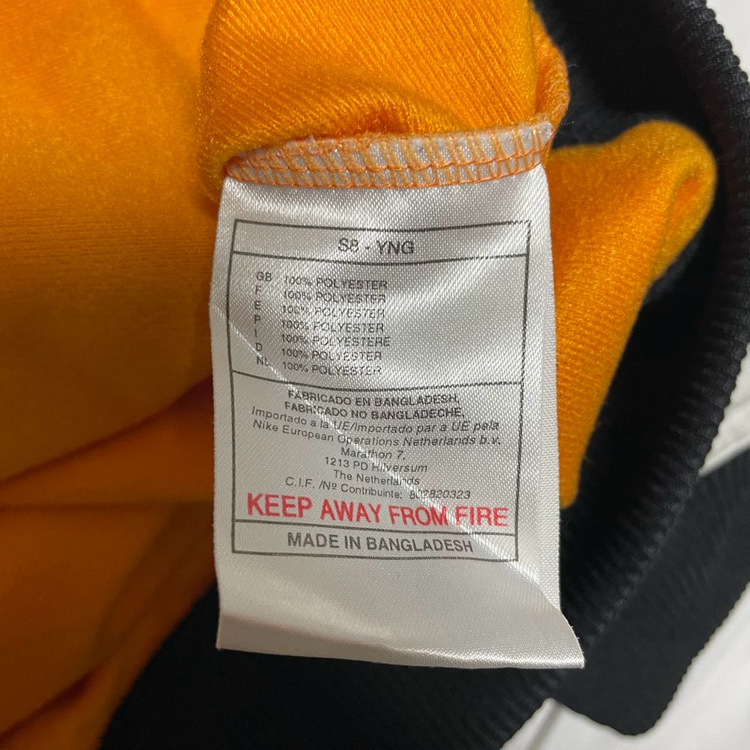 S8 - YNG
GB 100% POLYESTER
F 100% POLYESTER
E 100% POLYESTER
P 100% POLYESTER
I 100% POLYESTERE
D 100% POLYESTER
NL 100% POLYESTER
FABRICADO EN BANGLADESH,
FABRICADO NO BANGLADECHE,
Importado a la UE/Importado par a UE pela
Nike European Operations Netherlands b.v.
Marathon 7,
1213 PD Hilversum
The Netherlands
C.I.F. /Nº Contribuinte: 802820323
KEEP AWAY FROM FIRE
MADE IN BANGLADESH